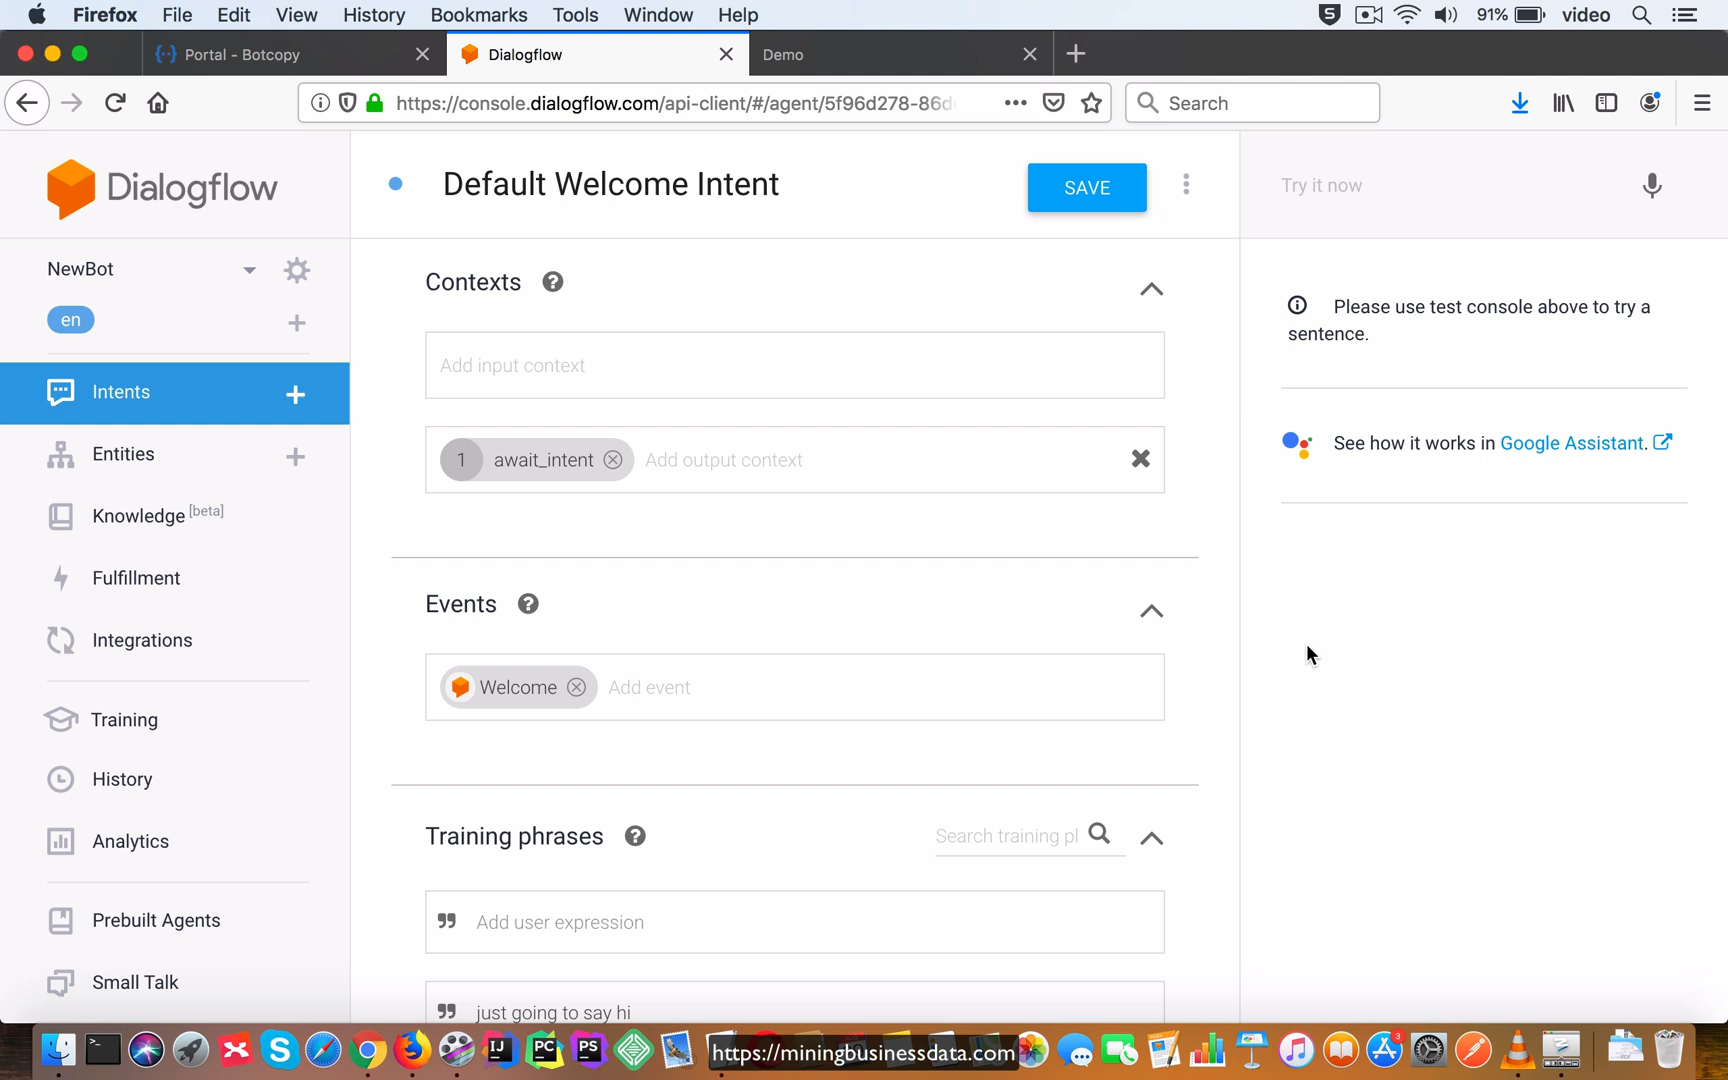 Firefox File Edit View History Bookmarks Tools Window Help 91% video
Portal - Botcopy
Dialogflow
Demo
https://console.dialogflow.com/api-client/#/agent/5f96d278-86d
Search
Dialogflow
Default Welcome Intent
SAVE
Try it now
NewBot
en
Intents
Entities
Knowledge [beta]
Fulfillment
Integrations
Training
History
Analytics
Prebuilt Agents
Small Talk
Contexts
Add input context
1 await_intent Add output context
Events
Welcome Add event
Training phrases
Search training pl
Add user expression
just going to say hi
Please use test console above to try a
sentence.
See how it works in Google Assistant.
S IJ PC PS
https://miningbusinessdata.com
3